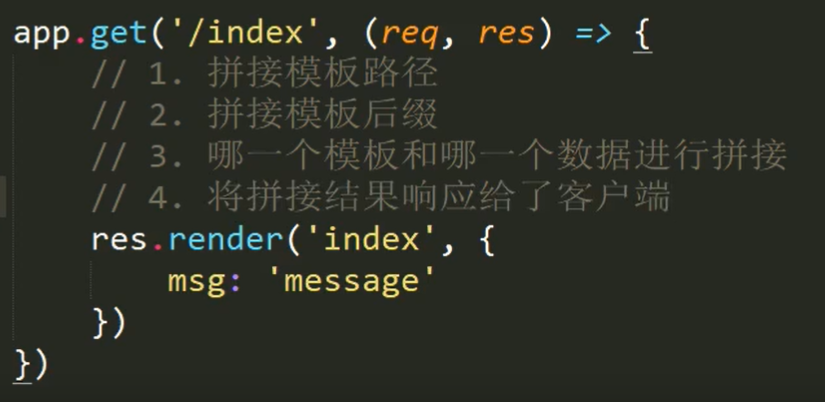 app.get('/index', (req, res) => {
// 1. 拼接模板路径
// 2. 拼接模板后缀
// 3. 哪一个模板和哪一个数据进行拼接
// 4. 将拼接结果响应给了客户端
res.render('index', {
msg: 'message'
})
})